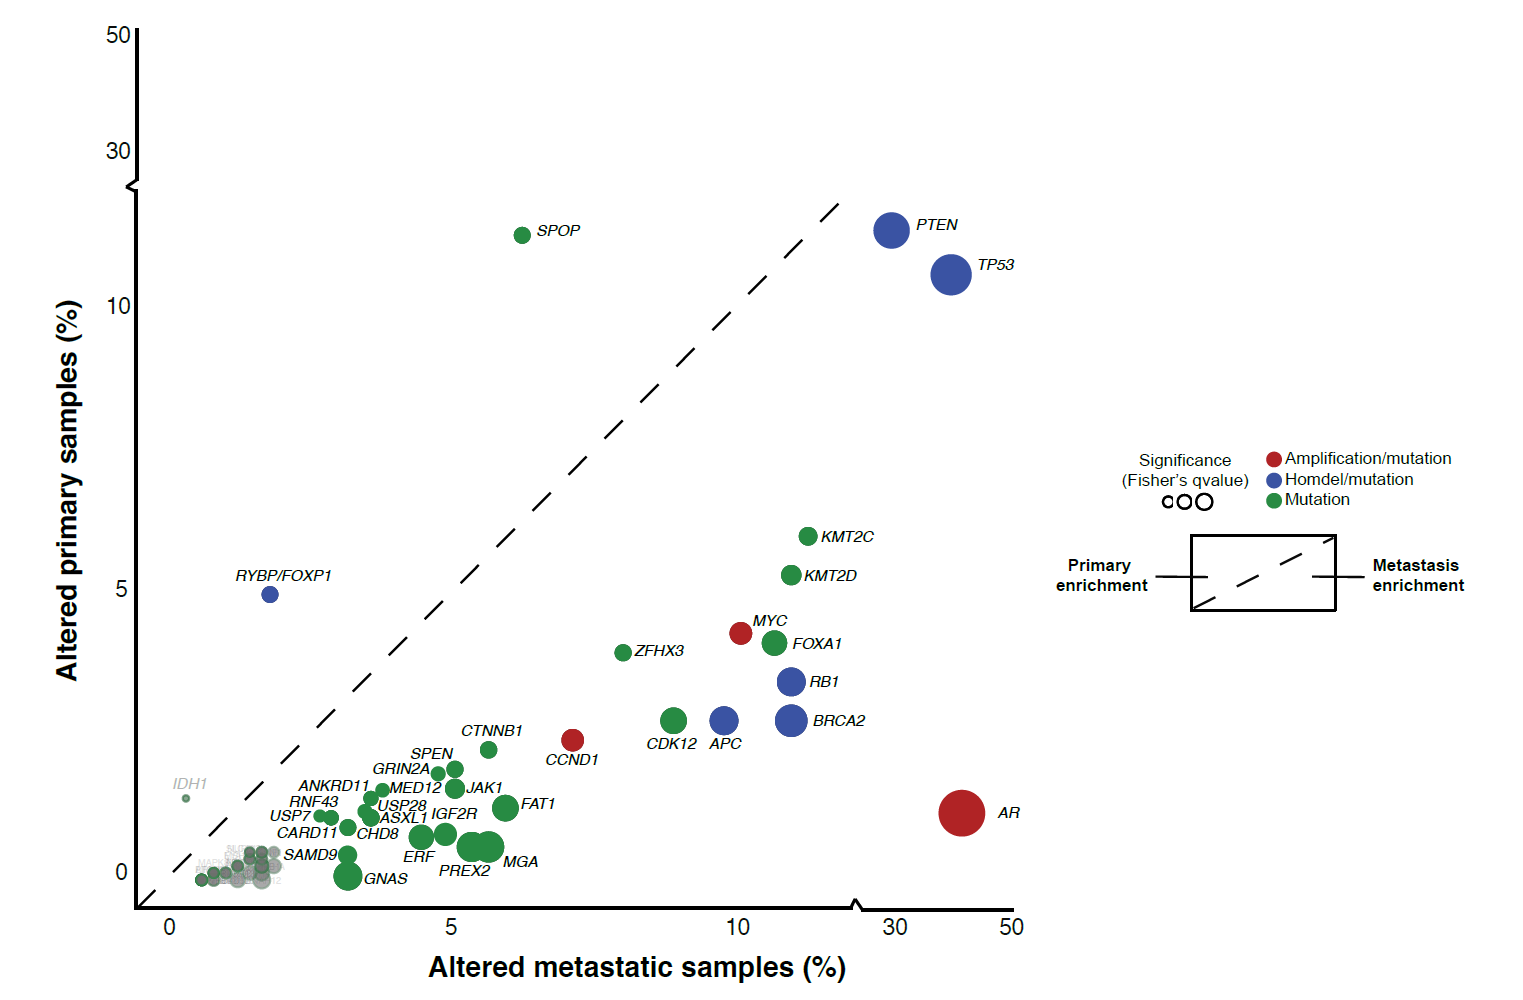 50
30
SPOP
PTEN
TP53
10
Altered primary samples (%)
Significance
(Fisher's qvalue)
Amplification/mutation
Homdel/mutation
Mutation
KMT2C
KMT2D
RYBP/FOXP1
5
Primary
enrichment
Metastasis
enrichment
MYC
FOXA1
ZFHX3
RB1
BRCA2
CTNNB1
CDK12
APC
SPEN
CCND1
GRIN2A
IDH1
ANKRD11
MED12
JAK1
RNF43
USP28
FAT1
USP7
ASXL1
IGF2R
AR
CARD11
CHD8
SAMD9
ERF
MGA
PREX2
GNAS
0
0
5
10
30
50
Altered metastatic samples (%)